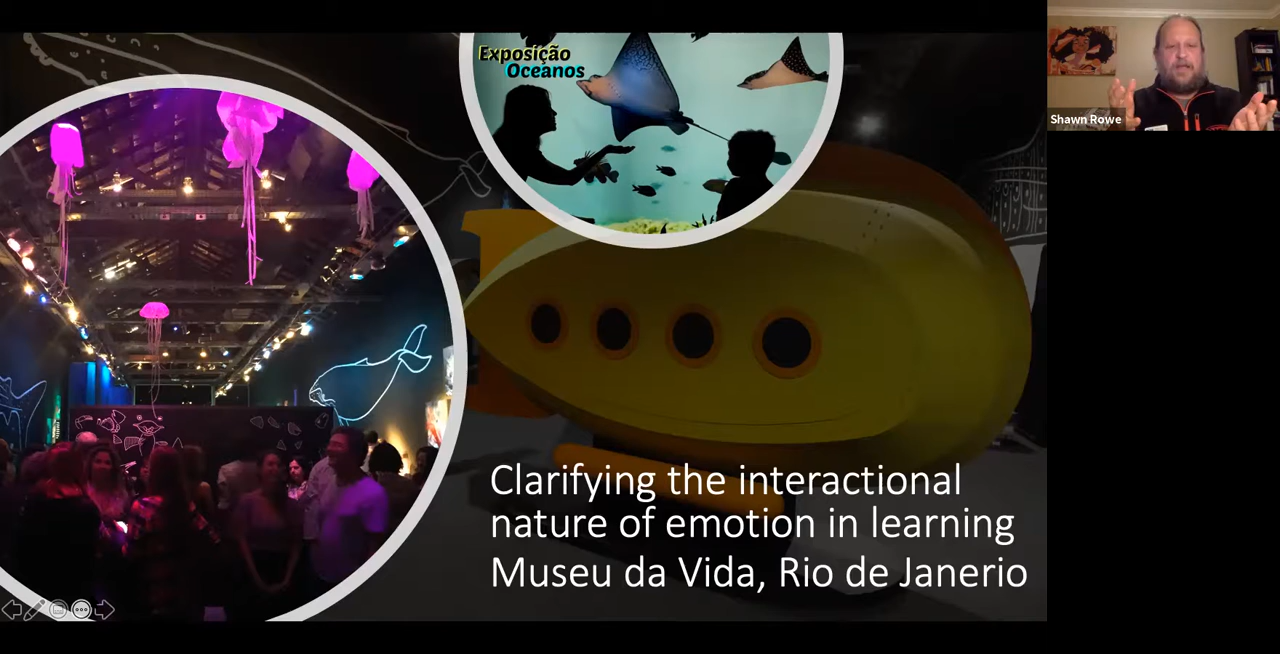 Exposição
Oceanos
Shawn Rowe
Clarifying the interactional
nature of emotion in learning
Museu da Vida, Rio de Janerio